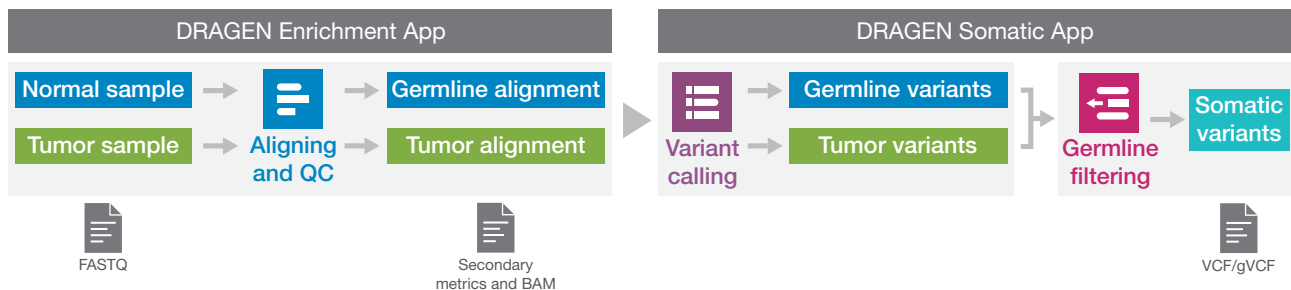 DRAGEN Enrichment App
DRAGEN Somatic App
Normal sample
Germline alignment
Tumor sample
Tumor alignment
Aligning
and QC
Germline variants
Tumor variants
Variant
calling
Germline
filtering
Somatic
variants
FASTQ
Secondary
metrics and BAM
VCF/gVCF